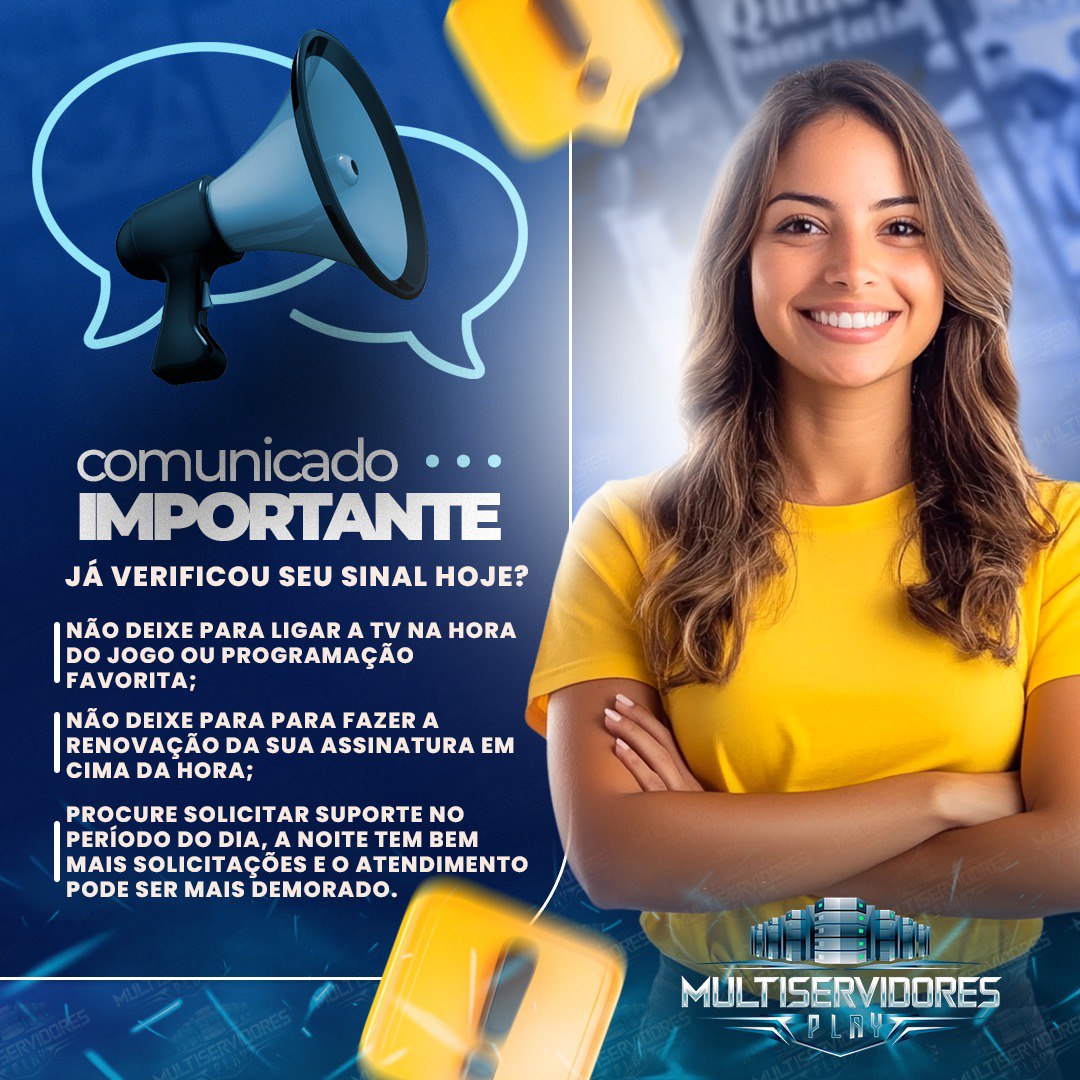 comunicado
IMPORTANTE
JÁ VERIFICOU SEU SINAL HOJE?
NÃO DEIXE PARA LIGAR A TV NA HORA
DO JOGO OU PROGRAMAÇÃO
FAVORITA;
NÃO DEIXE PARA PARA FAZER A
RENOVAÇÃO DA SUA ASSINATURA EM
CIMA DA HORA;
PROCURE SOLICITAR SUPORTE NO
PERÍODO DO DIA, A NOITE TEM BEM
MAIS SOLICITAÇÕES E O ATENDIMENTO
PODE SER MAIS DEMORADO.
MULTISERVIDORES
PLAY